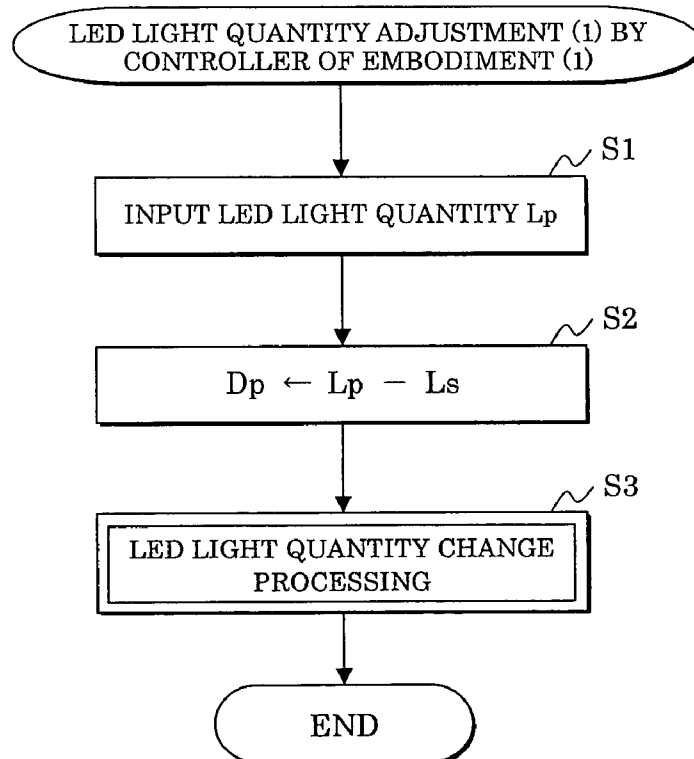 LED LIGHT QUANTITY ADJUSTMENT (1) BY
CONTROLLER OF EMBODIMENT (1)
S1
INPUT LED LIGHT QUANTITY Lp
S2
Dp ← Lp − Ls
S3
LED LIGHT QUANTITY CHANGE
PROCESSING
END